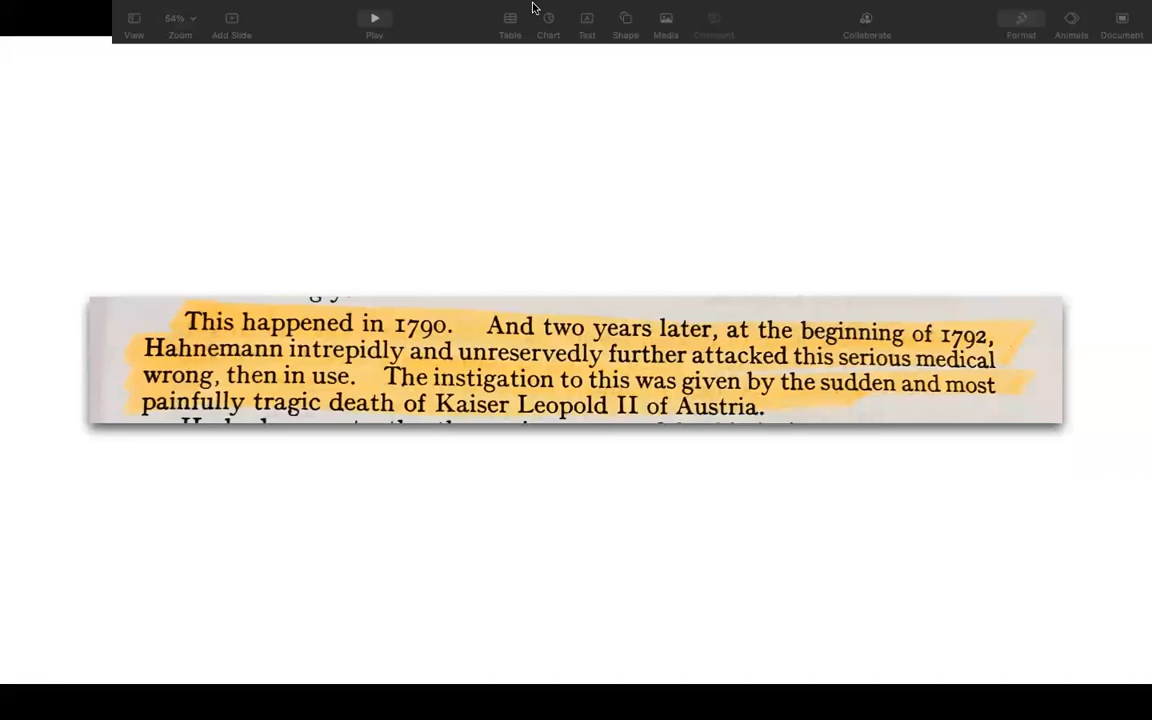 54%
View
Zoom
Add Slide
Play
Table
Chart
Text
Shape
Media
Comment
Collaborate
Format
Animate
Document
This happened in 1790. And two years later, at the beginning of 1792,
Hahnemann intrepidly and unreservedly further attacked this serious medical
wrong, then in use. The instigation to this was given by the sudden and most
painfully tragic death of Kaiser Leopold II of Austria.